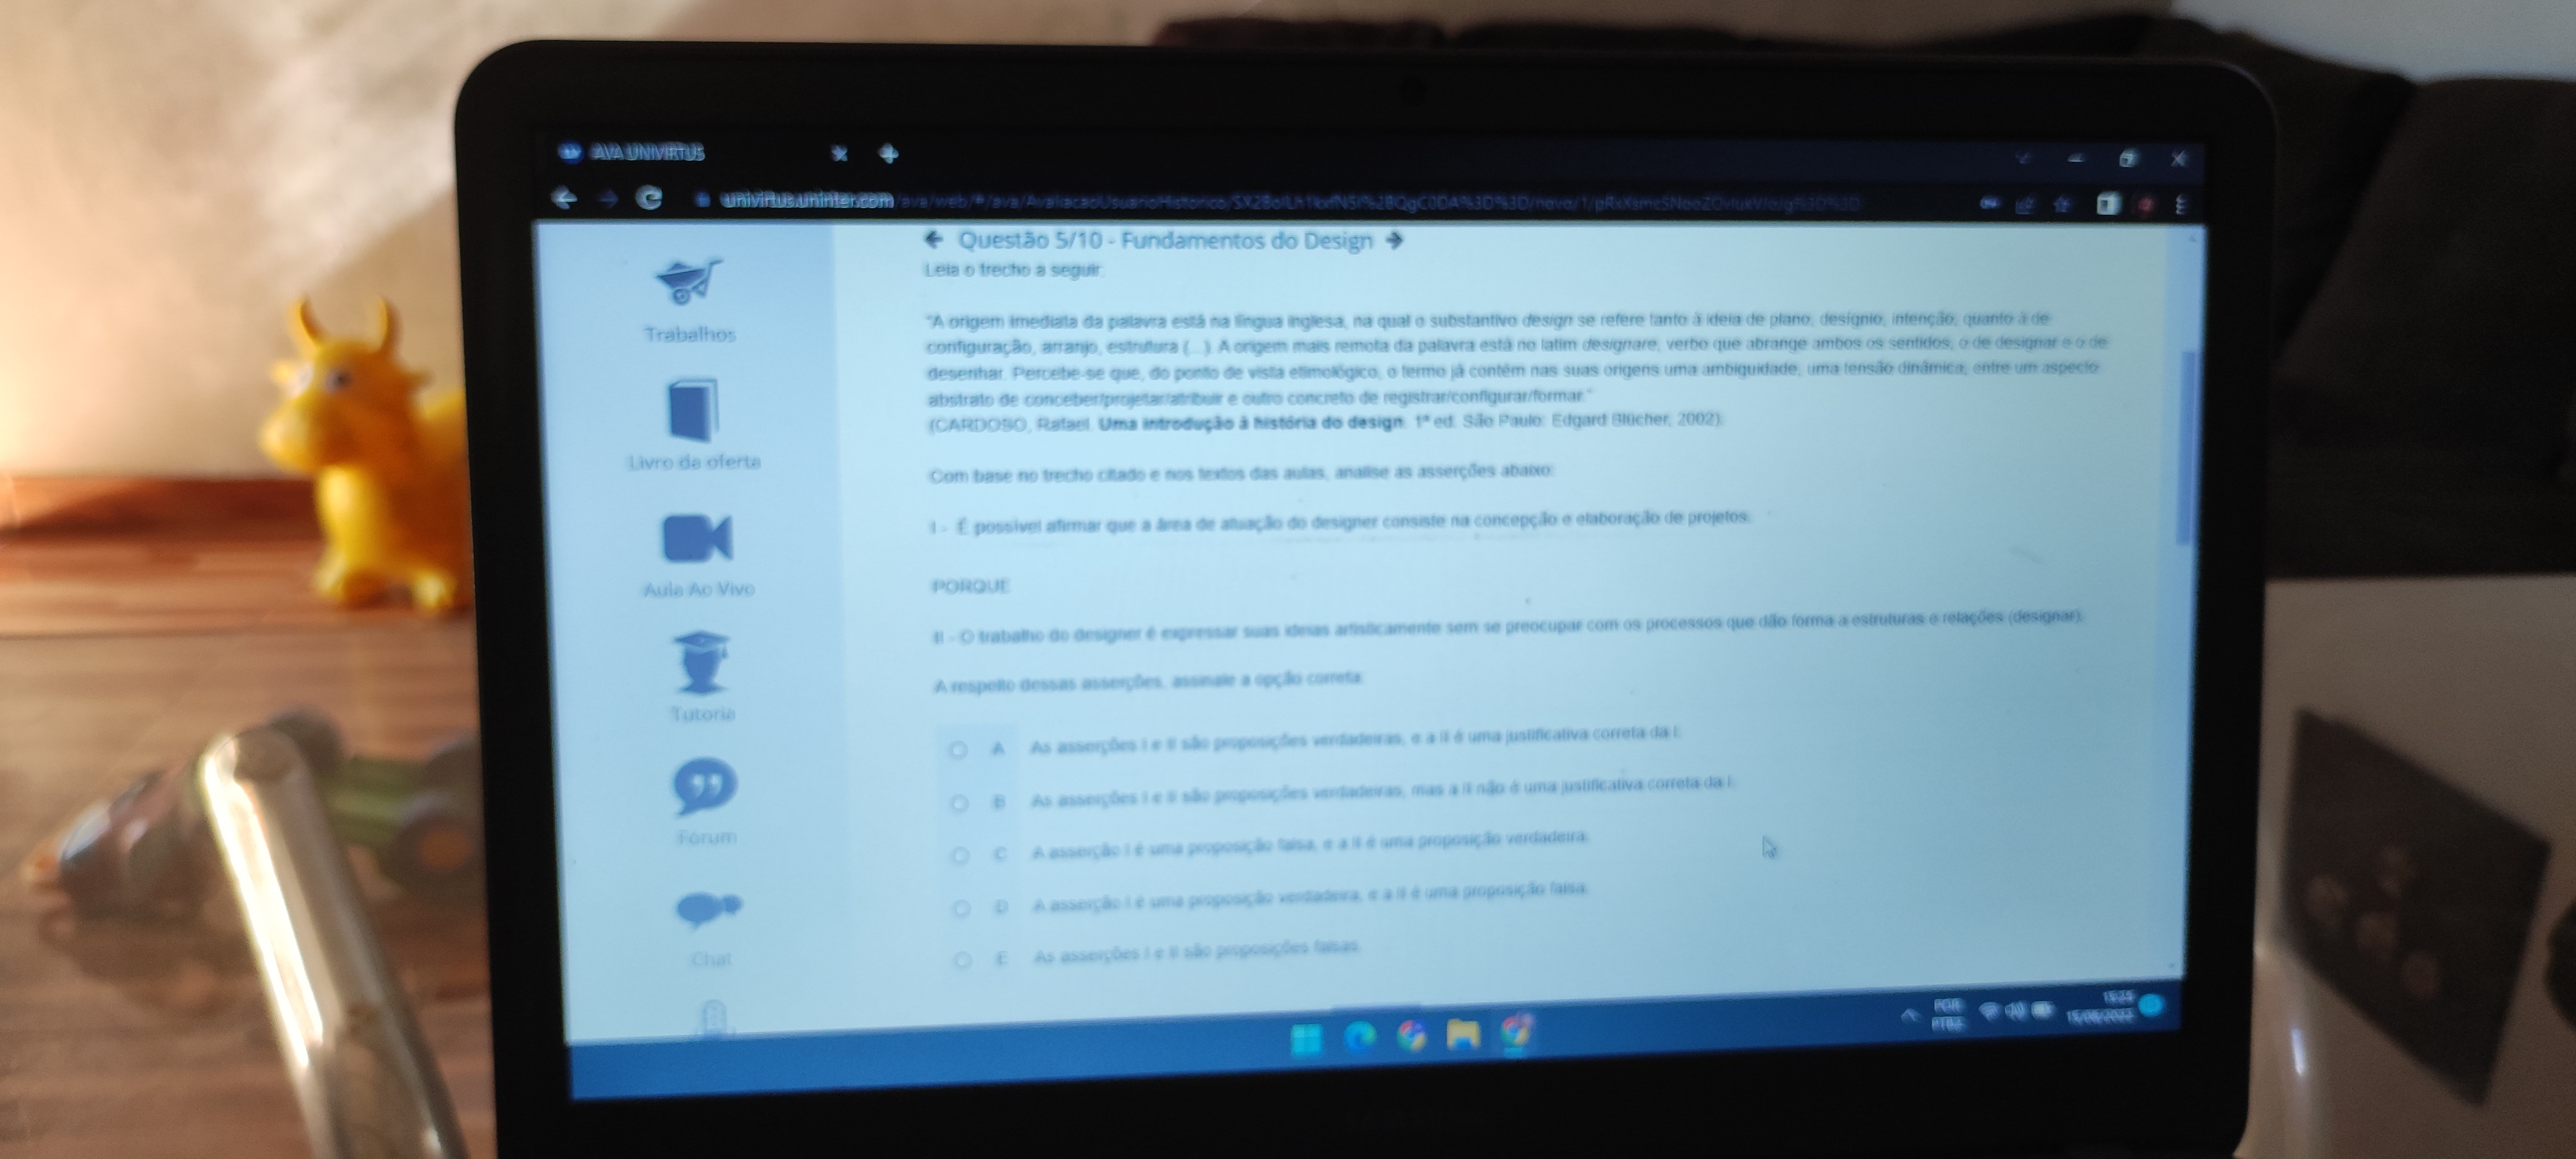 AVA UNIVIRTUS
univirtus.uninter.com
Questão 5/10 - Fundamentos do Design
Leia o trecho a seguir:
"A origem imediata da palavra está na língua inglesa, na qual o substantivo design se refere tanto à ideia de plano, desígnio, intenção, quanto à de
configuração, arranjo, estrutura (...). A origem mais remota da palavra está no latim designare, verbo que abrange ambos os sentidos, o de designar e o de
desenhar. Percebe-se que, do ponto de vista etimológico, o termo já contém nas suas origens uma ambiguidade, uma tensão dinâmica, entre um aspecto
abstrato de conceber/projetar/atribuir e outro concreto de registrar/configurar/formar."
(CARDOSO, Rafael. Uma introdução à história do design. 1ª ed. São Paulo: Edgard Blücher, 2002).
Com base no trecho citado e nos textos das aulas, analise as asserções abaixo:
I - É possível afirmar que a área de atuação do designer consiste na concepção e elaboração de projetos.
PORQUE
II - O trabalho do designer é expressar suas ideias artisticamente sem se preocupar com os processos que dão forma a estruturas e relações (designar).
A respeito dessas asserções, assinale a opção correta:
A As asserções I e II são proposições verdadeiras, e a II é uma justificativa correta da I.
B As asserções I e II são proposições verdadeiras, mas a II não é uma justificativa correta da I.
C A asserção I é uma proposição falsa, e a II é uma proposição verdadeira.
D A asserção I é uma proposição verdadeira, e a II é uma proposição falsa.
E As asserções I e II são proposições falsas.
Trabalhos
Livro da oferta
Aula Ao Vivo
Tutoria
Fórum
Chat
POR
PTB2
15:25
15/06/2022